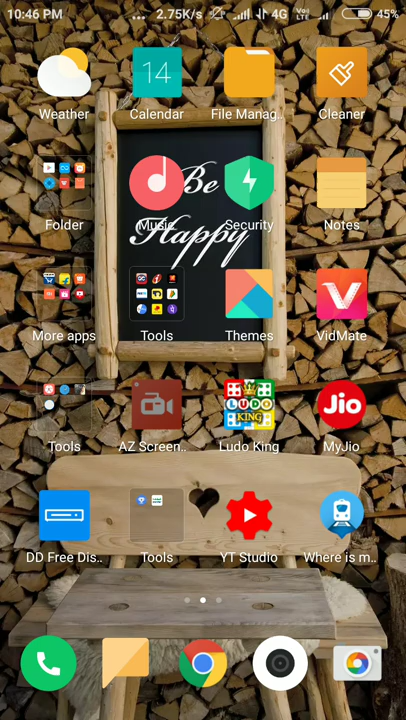 10:46 PM ... 2.75K/s 4G Vo LTE 45%
14
Weather Calendar File Manag.. Cleaner
Be
Folder Music Security Notes
Happy
More apps Tools Themes VidMate
LUDO
KING
Jio
Tools AZ Screen.. Ludo King MyJio
DD Free Dis.. Tools YT Studio Where is m..